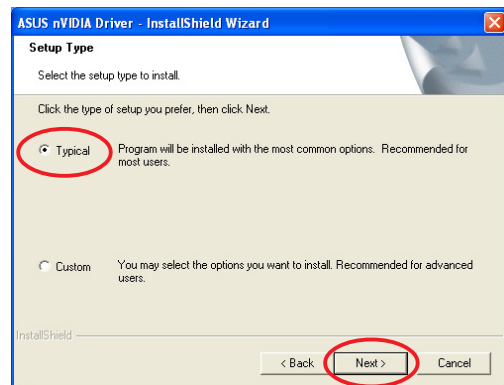 ASUS nVIDIA Driver - InstallShield Wizard
Setup Type
Select the setup type to install.
Click the type of setup you prefer, then click Next.
Typical
Program will be installed with the most common options. Recommended for
most users.
Custom
You may select the options you want to install. Recommended for advanced
users.
InstallShield
< Back
Next >
Cancel